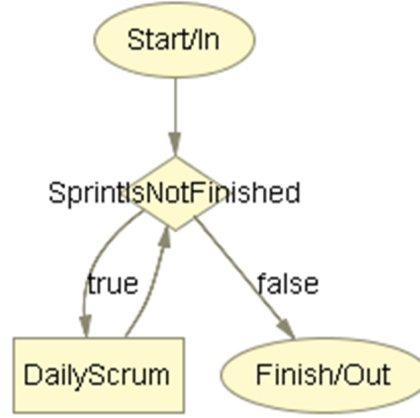 Start/In
SprintIsNotFinished
true
false
DailyScrum
Finish/Out